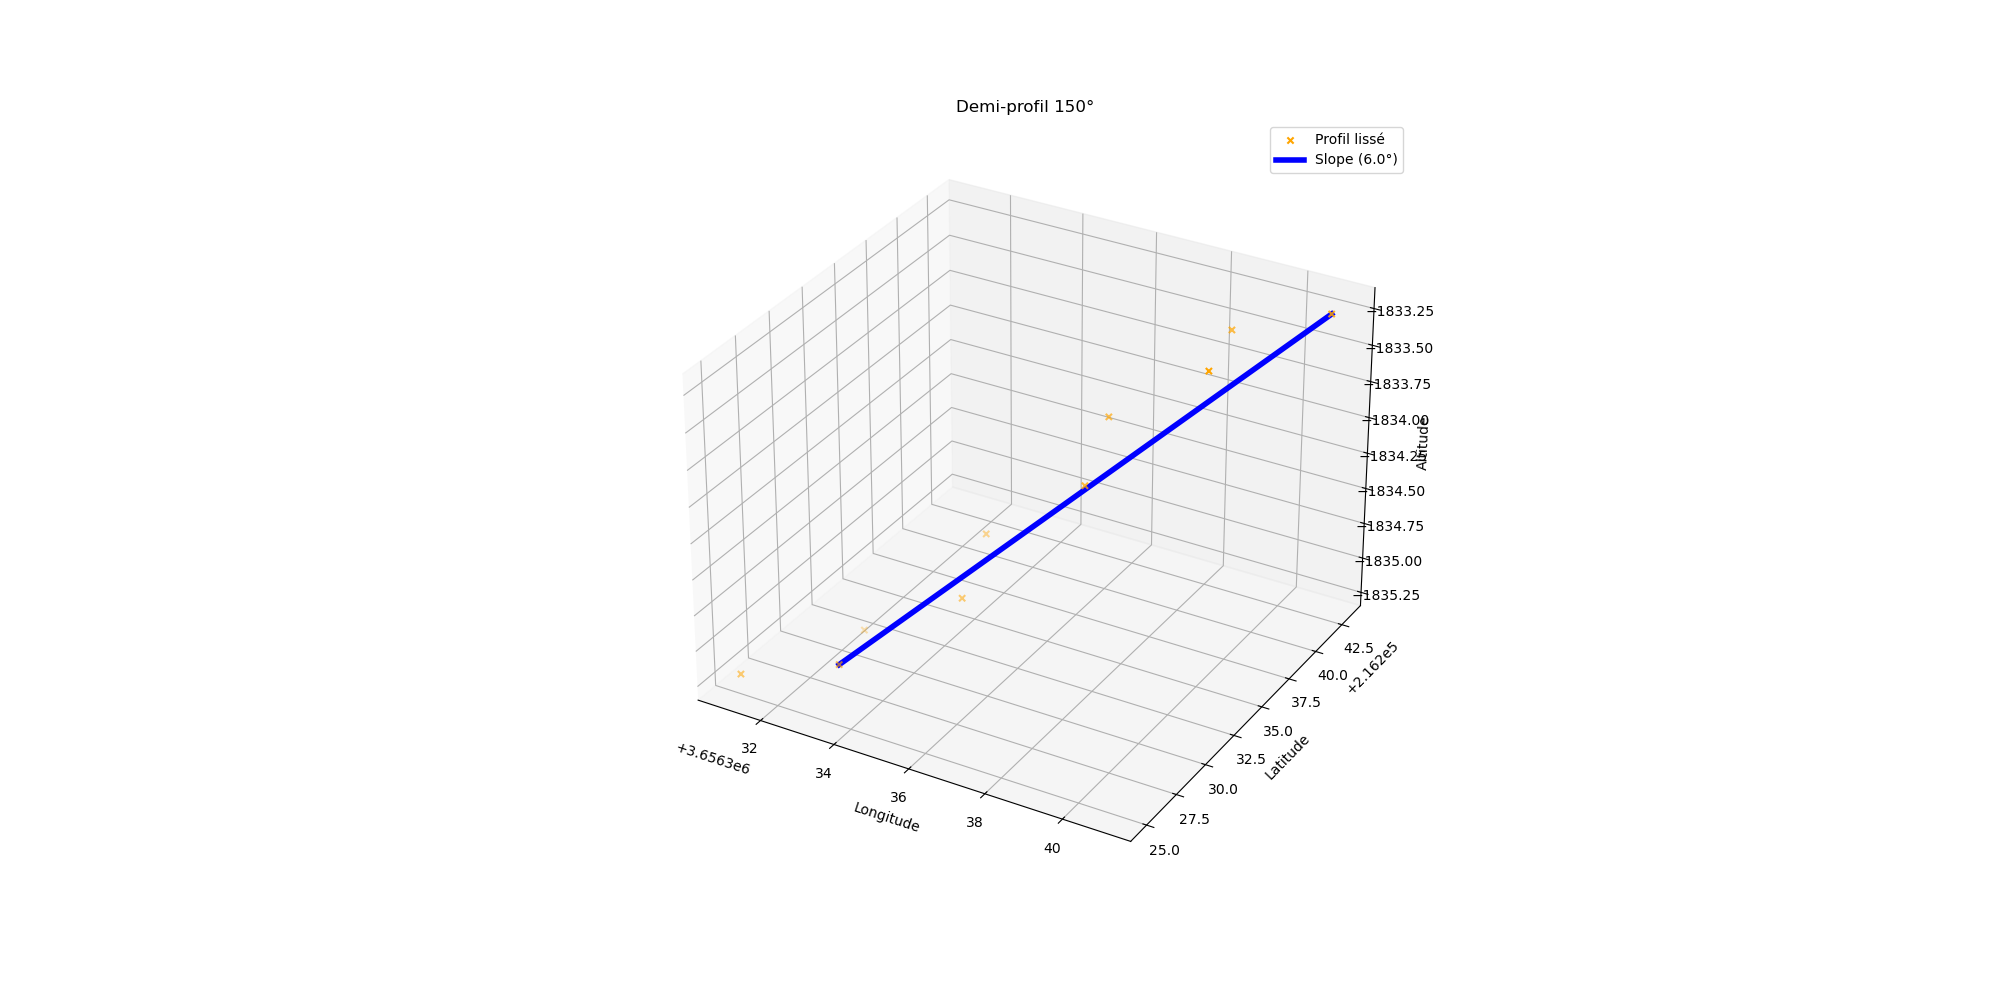 Demi-profil 150°
Profil lissé
Slope (6.0°)
−1833.25
−1833.50
−1833.75
−1834.00
−1834.25
−1834.50
−1834.75
−1835.00
−1835.25
Altitude
42.5
40.0
37.5
35.0
32.5
30.0
27.5
25.0
+2.162e5
Latitude
32
34
36
38
40
+3.6563e6
Longitude